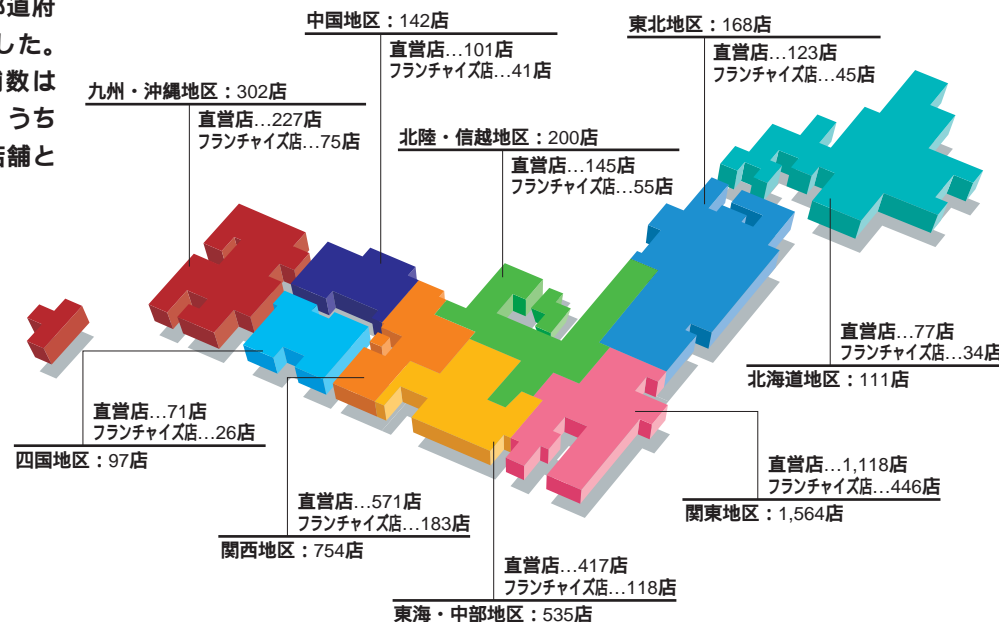 道府
した。
数は
うち
店舗と
中国地区：142店
直営店…101店
フランチャイズ店…41店
東北地区：168店
直営店…123店
フランチャイズ店…45店
九州・沖縄地区：302店
直営店…227店
フランチャイズ店…75店
北陸・信越地区：200店
直営店…145店
フランチャイズ店…55店
直営店…77店
フランチャイズ店…34店
北海道地区：111店
直営店…71店
フランチャイズ店…26店
四国地区：97店
直営店…1,118店
フランチャイズ店…446店
関東地区：1,564店
直営店…571店
フランチャイズ店…183店
関西地区：754店
直営店…417店
フランチャイズ店…118店
東海・中部地区：535店